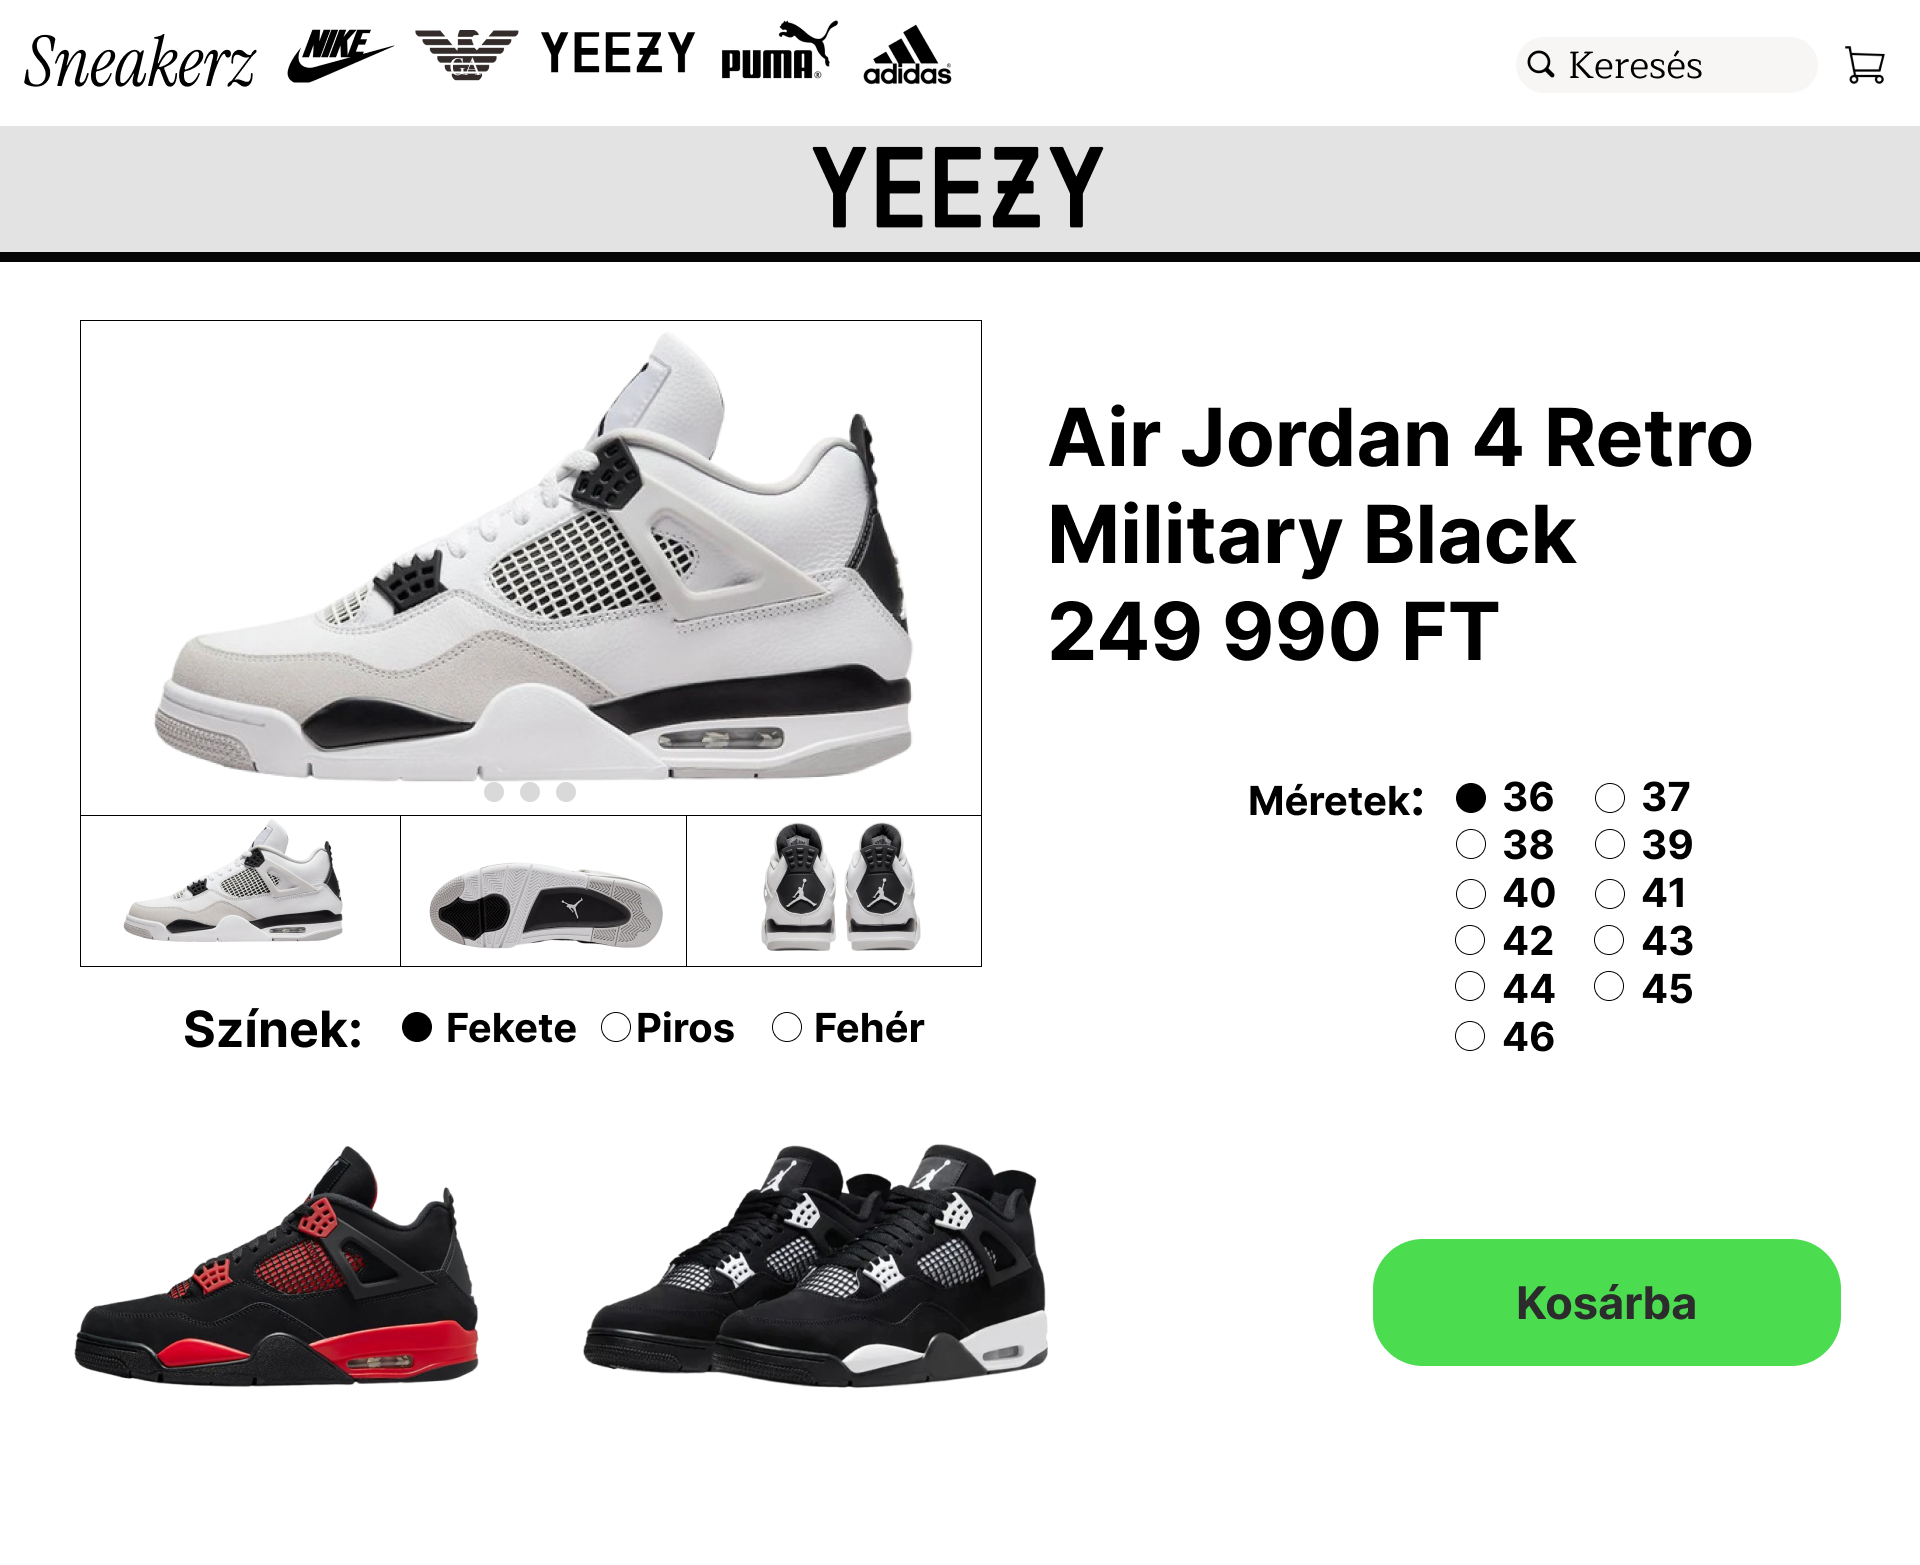 Sneakerz NIKE GA YEEZY PUMA® adidas® Keresés
YEEZY
Air Jordan 4 Retro
Military Black
249 990 FT
Méretek: 36 37
38 39
40 41
42 43
44 45
46
Színek: Fekete Piros Fehér
Kosárba